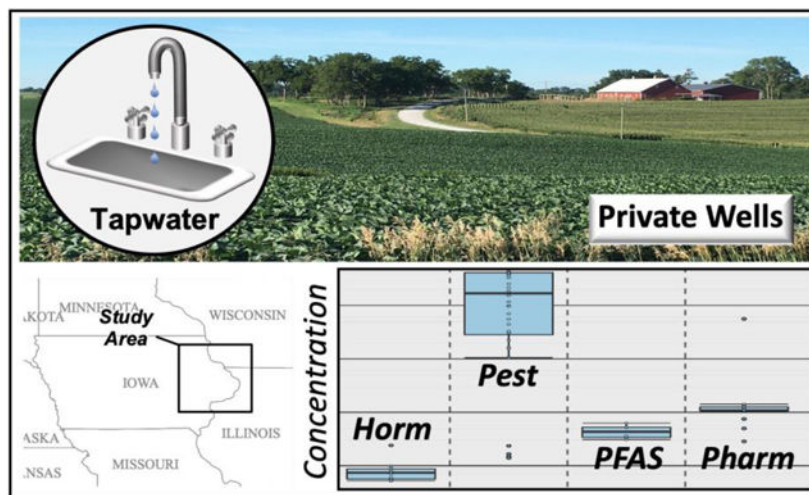 Tapwater
Private Wells
MINNESOTA
AKOTA
WISCONSIN
Study
Area
IOWA
ILLINOIS
ASKA
NSAS
MISSOURI
Concentration
Horm
Pest
PFAS
Pharm